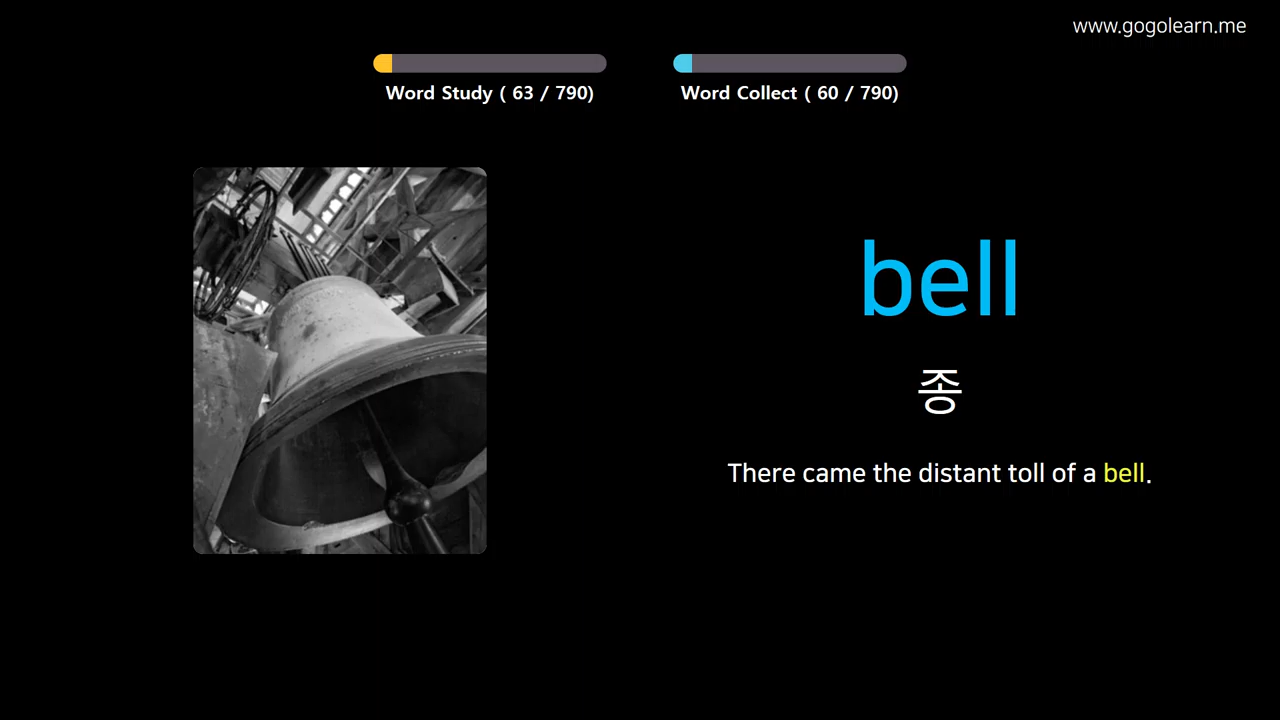 www.gogolearn.me
Word Study ( 63 / 790)
Word Collect ( 60 / 790)
bell
종
There came the distant toll of a bell.